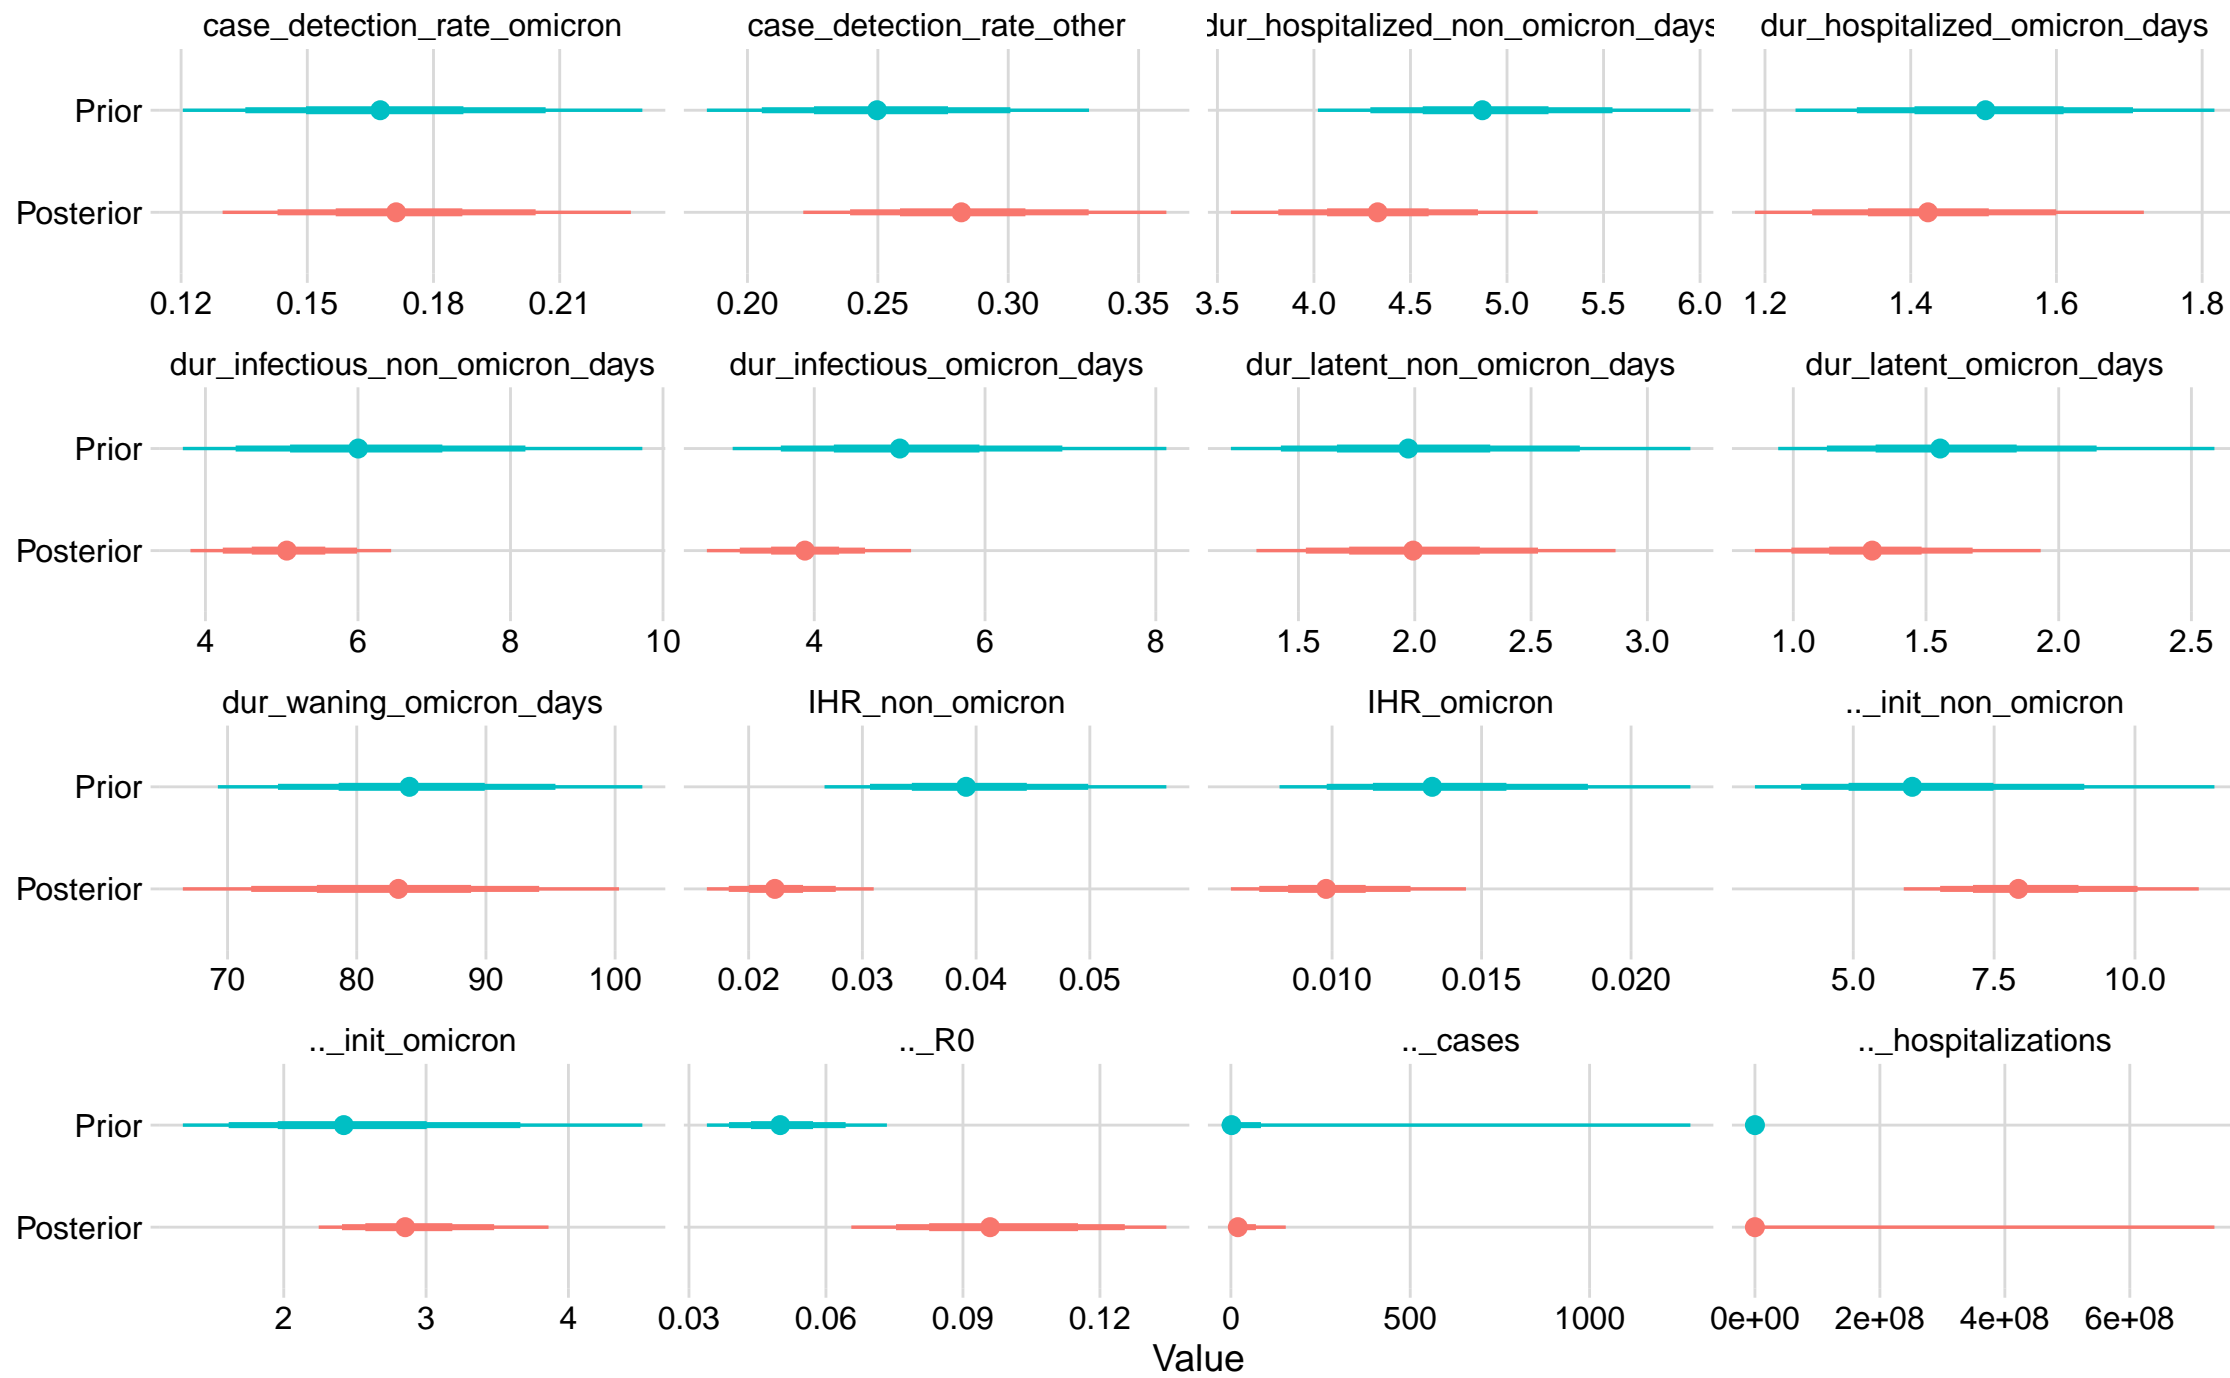 case_detection_rate_omicron case_detection_rate_other dur_hospitalized_non_omicron_days dur_hospitalized_omicron_days
Prior
Posterior
0.12 0.15 0.18 0.21 0.20 0.25 0.30 0.35 3.5 4.0 4.5 5.0 5.5 6.0 1.2 1.4 1.6 1.8
dur_infectious_non_omicron_days dur_infectious_omicron_days dur_latent_non_omicron_days dur_latent_omicron_days
Prior
Posterior
4 6 8 10 4 6 8 1.5 2.0 2.5 3.0 1.0 1.5 2.0 2.5
dur_waning_omicron_days IHR_non_omicron IHR_omicron .._init_non_omicron
Prior
Posterior
70 80 90 100 0.02 0.03 0.04 0.05 0.010 0.015 0.020 5.0 7.5 10.0
.._init_omicron .._R0 .._cases .._hospitalizations
Prior
Posterior
2 3 4 0.03 0.06 0.09 0.12 0 500 1000 0e+00 2e+08 4e+08 6e+08
Value